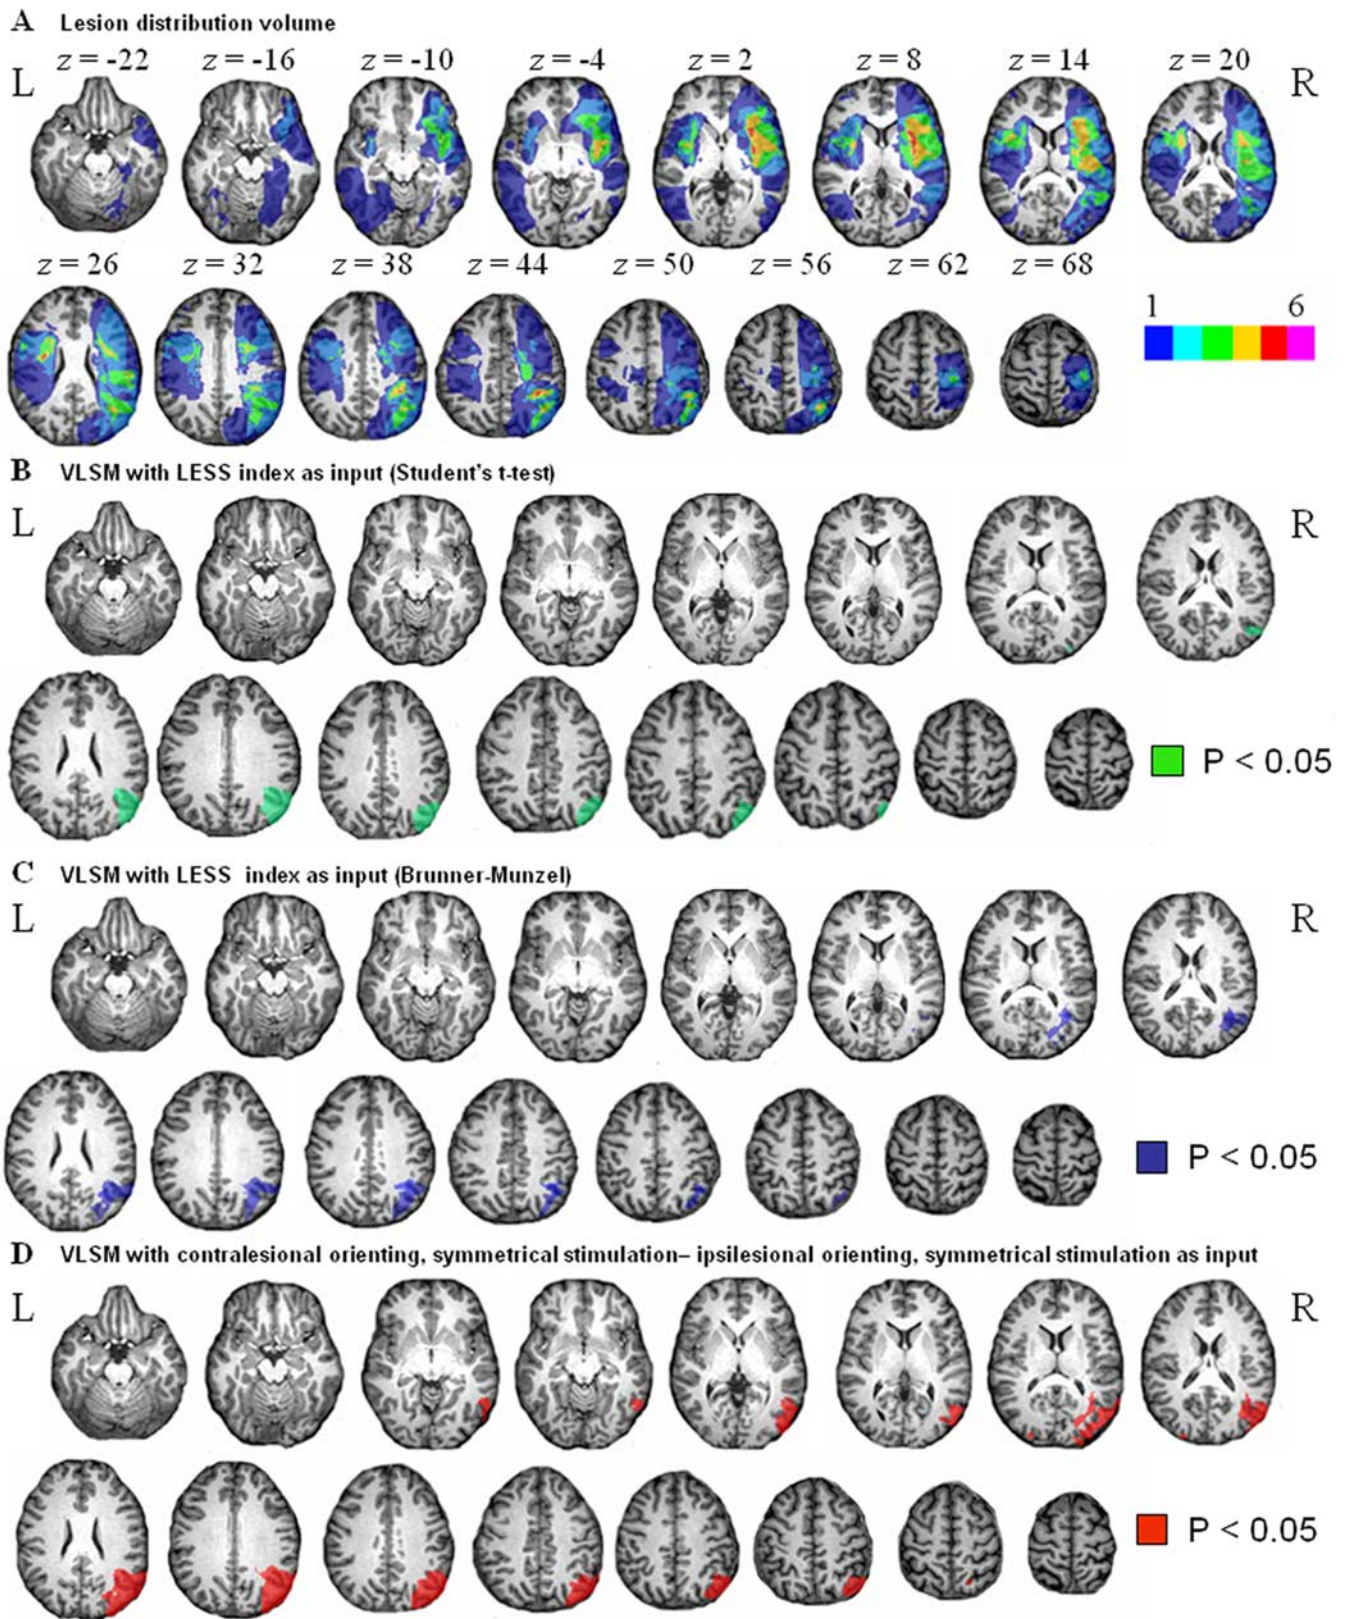 A Lesion distribution volume
z = -22 z = -16 z = -10 z = -4 z = 2 z = 8 z = 14 z = 20
L R
z = 26 z = 32 z = 38 z = 44 z = 50 z = 56 z = 62 z = 68
1 6
B VLSM with LESS index as input (Student's t-test)
L R
P < 0.05
C VLSM with LESS index as input (Brunner-Munzel)
L R
P < 0.05
D VLSM with contralesional orienting, symmetrical stimulation– ipsilesional orienting, symmetrical stimulation as input
L R
P < 0.05